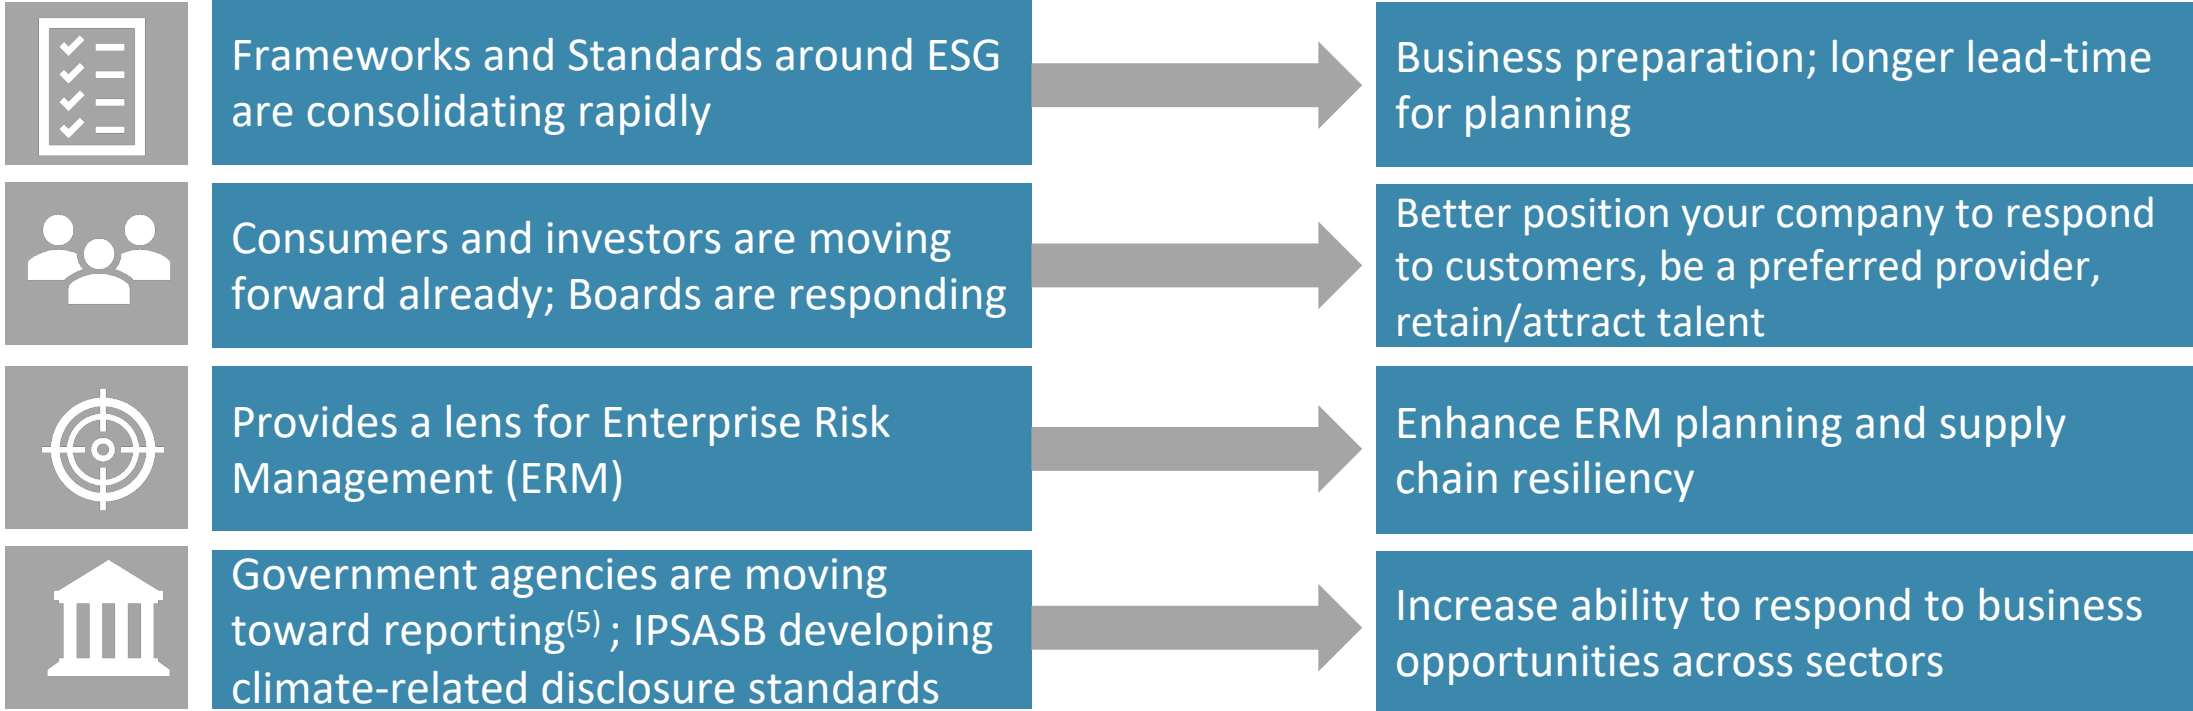 Frameworks and Standards around ESG
are consolidating rapidly
Business preparation; longer lead-time
for planning
Consumers and investors are moving
forward already; Boards are responding
Better position your company to respond
to customers, be a preferred provider,
retain/attract talent
Provides a lens for Enterprise Risk
Management (ERM)
Enhance ERM planning and supply
chain resiliency
Government agencies are moving
toward reporting(5) ; IPSASB developing
climate-related disclosure standards
Increase ability to respond to business
opportunities across sectors